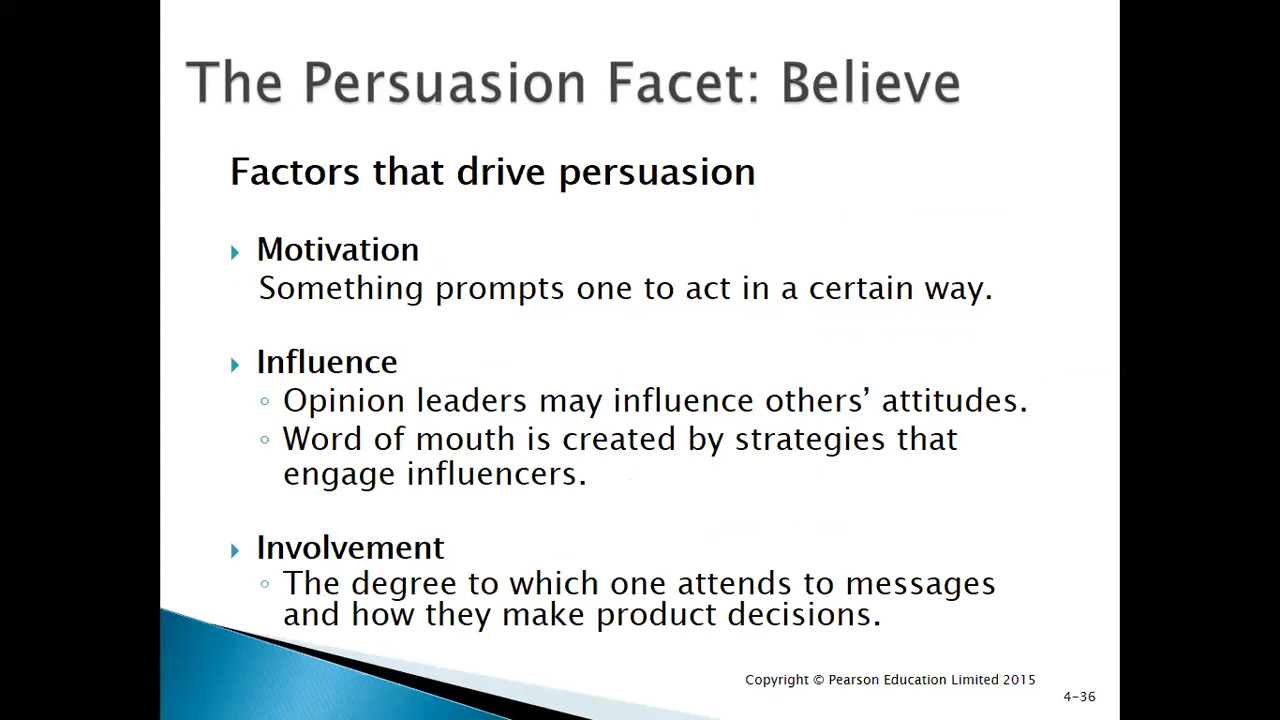 The Persuasion Facet: Believe
Factors that drive persuasion
Motivation
Something prompts one to act in a certain way.
Influence
Opinion leaders may influence others’ attitudes.
Word of mouth is created by strategies that
engage influencers.
Involvement
The degree to which one attends to messages
and how they make product decisions.
Copyright © Pearson Education Limited 2015
4-36